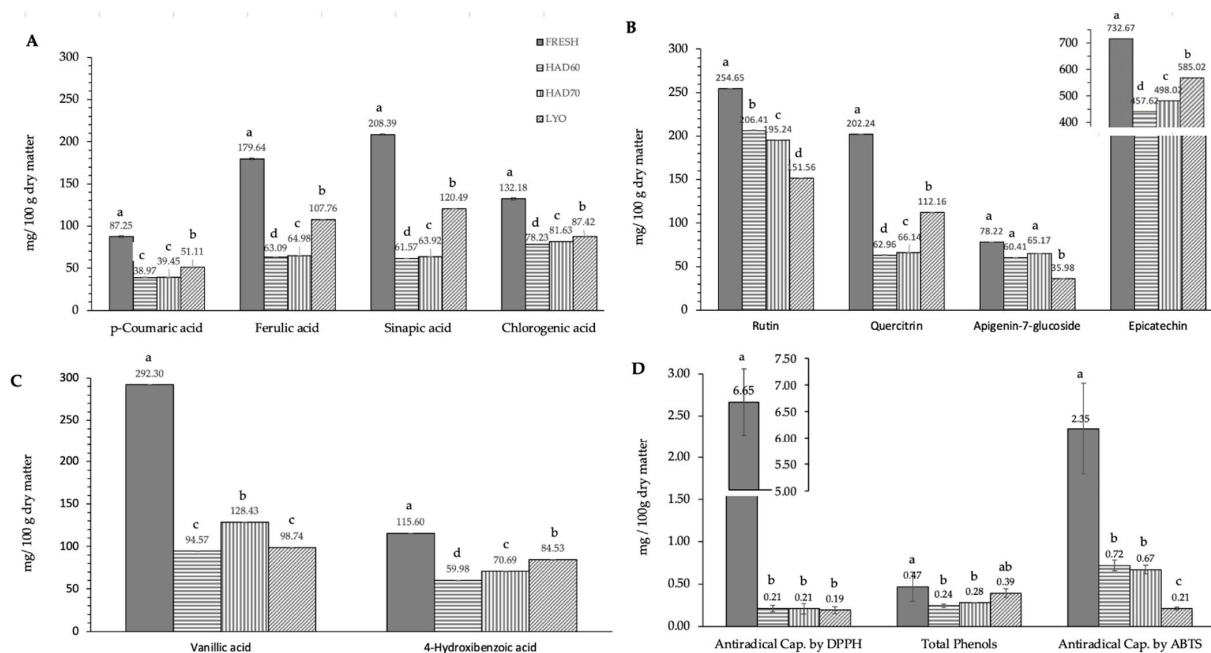 A
mg/ 100 g dry matter
300
250
200
150
100
50
0
FRESH
HAD60
HAD70
LYO
a
87.25
c
38.97
c
39.45
b
51.11
a
179.64
d
63.09
c
64.98
b
107.76
a
208.39
d
61.57
c
63.92
b
120.49
a
132.18
d
78.23
c
81.63
b
87.42
p-Coumaric acid
Ferulic acid
Sinapic acid
Chlorogenic acid
B
mg/ 100 g dry matter
300
250
200
150
100
50
0
a
254.65
b
206.41
c
195.24
d
151.56
a
202.24
d
62.96
c
66.14
b
112.16
a
78.22
a
60.41
a
65.17
b
35.98
700
600
500
400
a
732.67
d
457.62
c
498.02
b
585.02
Rutin
Quercitrin
Apigenin-7-glucoside
Epicatechin
C
mg/ 100 g dry matter
300
250
200
150
100
50
0
a
292.30
c
94.57
b
128.43
c
98.74
a
115.60
d
59.98
c
70.69
b
84.53
Vanillic acid
4-Hydroxibenzoic acid
D
mg / 100g dry matter
3.00
2.50
2.00
1.50
1.00
0.50
0.00
7.50
7.00
6.50
6.00
5.50
5.00
a
6.65
b
0.21
b
0.21
b
0.19
a
0.47
b
0.24
b
0.28
ab
0.39
a
2.35
b
0.72
b
0.67
c
0.21
Antiradical Cap. by DPPH
Total Phenols
Antiradical Cap. by ABTS